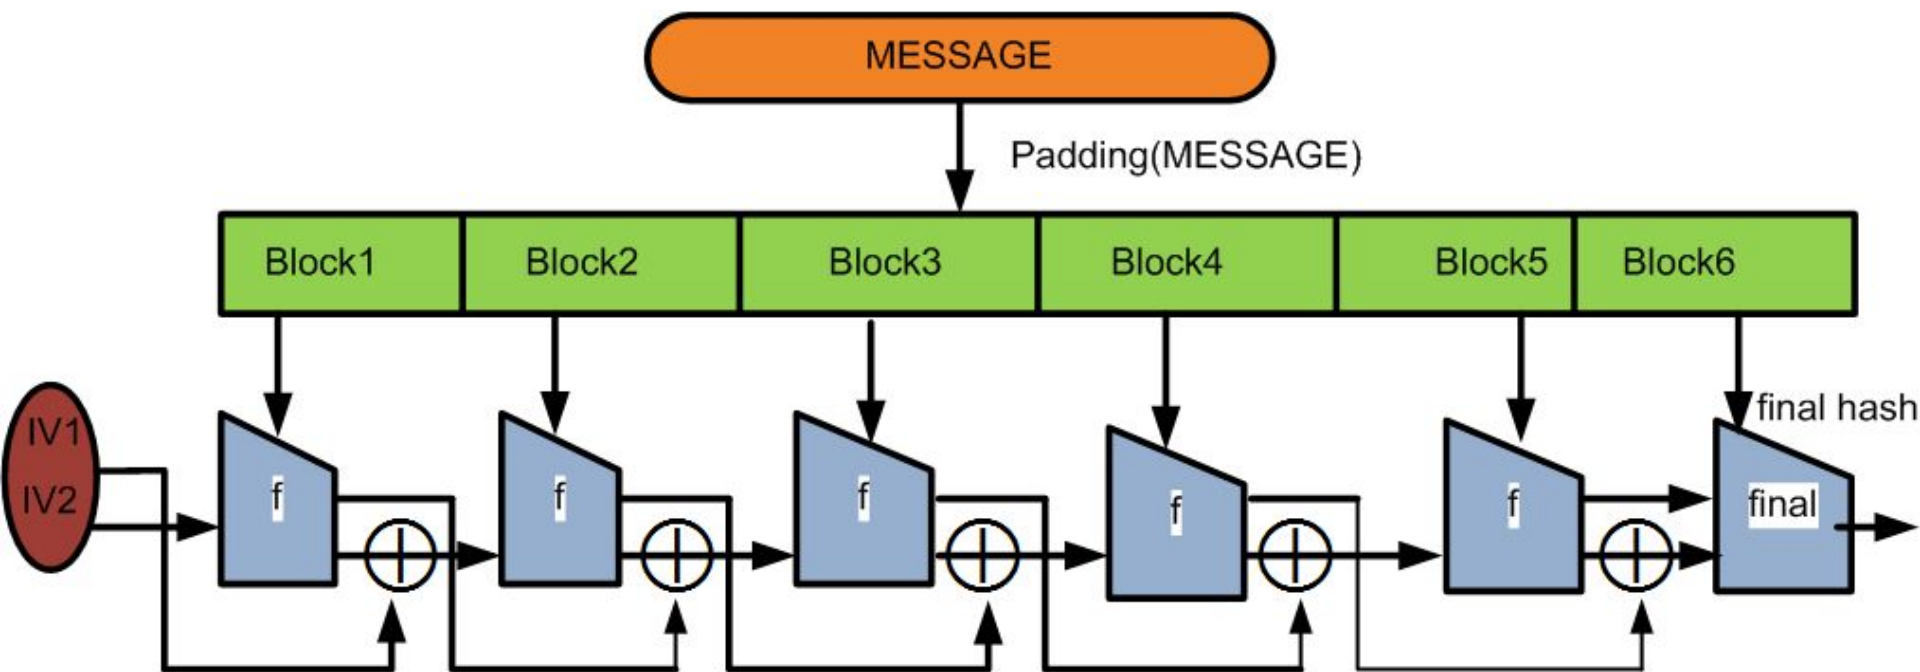 MESSAGE
Padding(MESSAGE)
Block1 Block2 Block3 Block4 Block5 Block6
final hash
IV1
IV2
f f f f f final